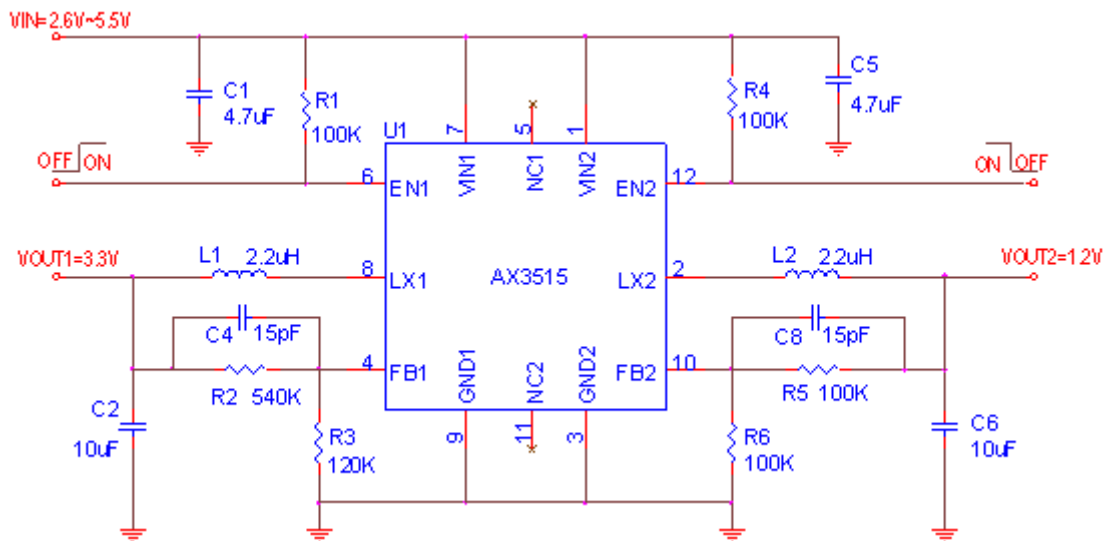 VIN=2.6V~5.5V
C1
4.7uF
R1
100K
R4
100K
C5
4.7uF
U1
7
5
1
VIN1
NC1
VIN2
OFF ON
ON OFF
6
EN1
EN2
12
VOUT1=3.3V
L1 2.2uH
8
LX1
AX3515
LX2
2
L2 2.2uH
VOUT2=1.2V
C4 15pF
C8 15pF
4
FB1
GND1
NC2
GND2
FB2
10
R2 540K
R5 100K
C2
10uF
R3
120K
9
11
3
R6
100K
C6
10uF